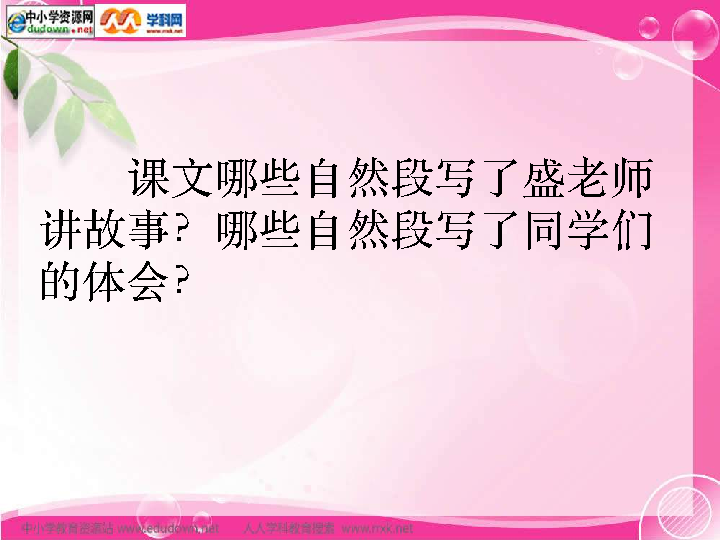 中小学资源网
edudown.net
学科网
www.nxk.net
课文哪些自然段写了盛老师
讲故事？哪些自然段写了同学们
的体会？
中小学教育资源站 www.edudown.net 人人学科教育搜索 www.rrxk.net